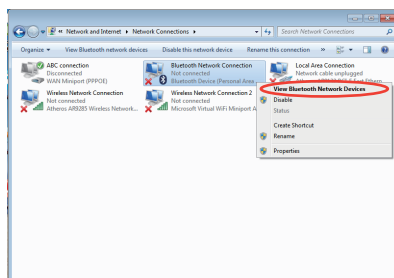 « Network and Internet ▸ Network Connections ▸
Search Network Connections
Organize
View Bluetooth network devices
Disable this network device
Rename this connection
»
ABC connection
Disconnected
WAN Miniport (PPPOE)
Bluetooth Network Connection
Not connected
Bluetooth Device (Personal Area
Local Area Connection
Network cable unplugged
Wireless Network Connection
Not connected
Atheros AR9285 Wireless Network...
Wireless Network Connection 2
Not connected
Microsoft Virtual WiFi Miniport A
View Bluetooth Network Devices
Disable
Status
Create Shortcut
Rename
Properties